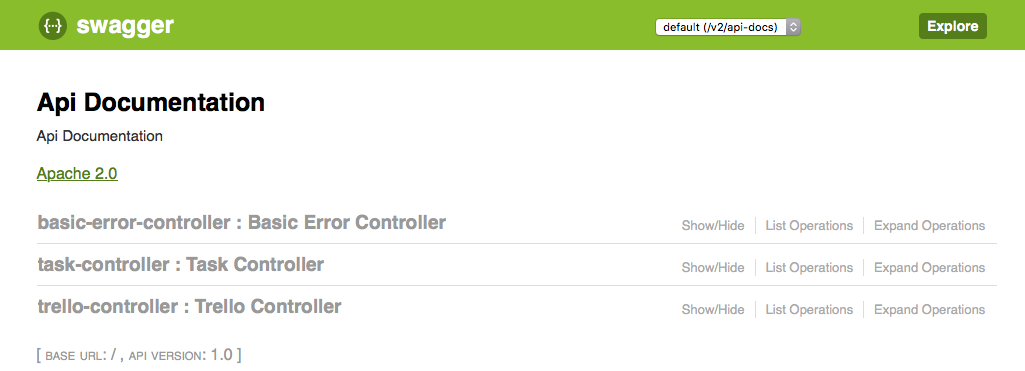 {···} swagger default (/v2/api-docs) Explore
Api Documentation
Api Documentation
Apache 2.0
basic-error-controller : Basic Error Controller Show/Hide List Operations Expand Operations
task-controller : Task Controller Show/Hide List Operations Expand Operations
trello-controller : Trello Controller Show/Hide List Operations Expand Operations
[ BASE URL: / , API VERSION: 1.0 ]